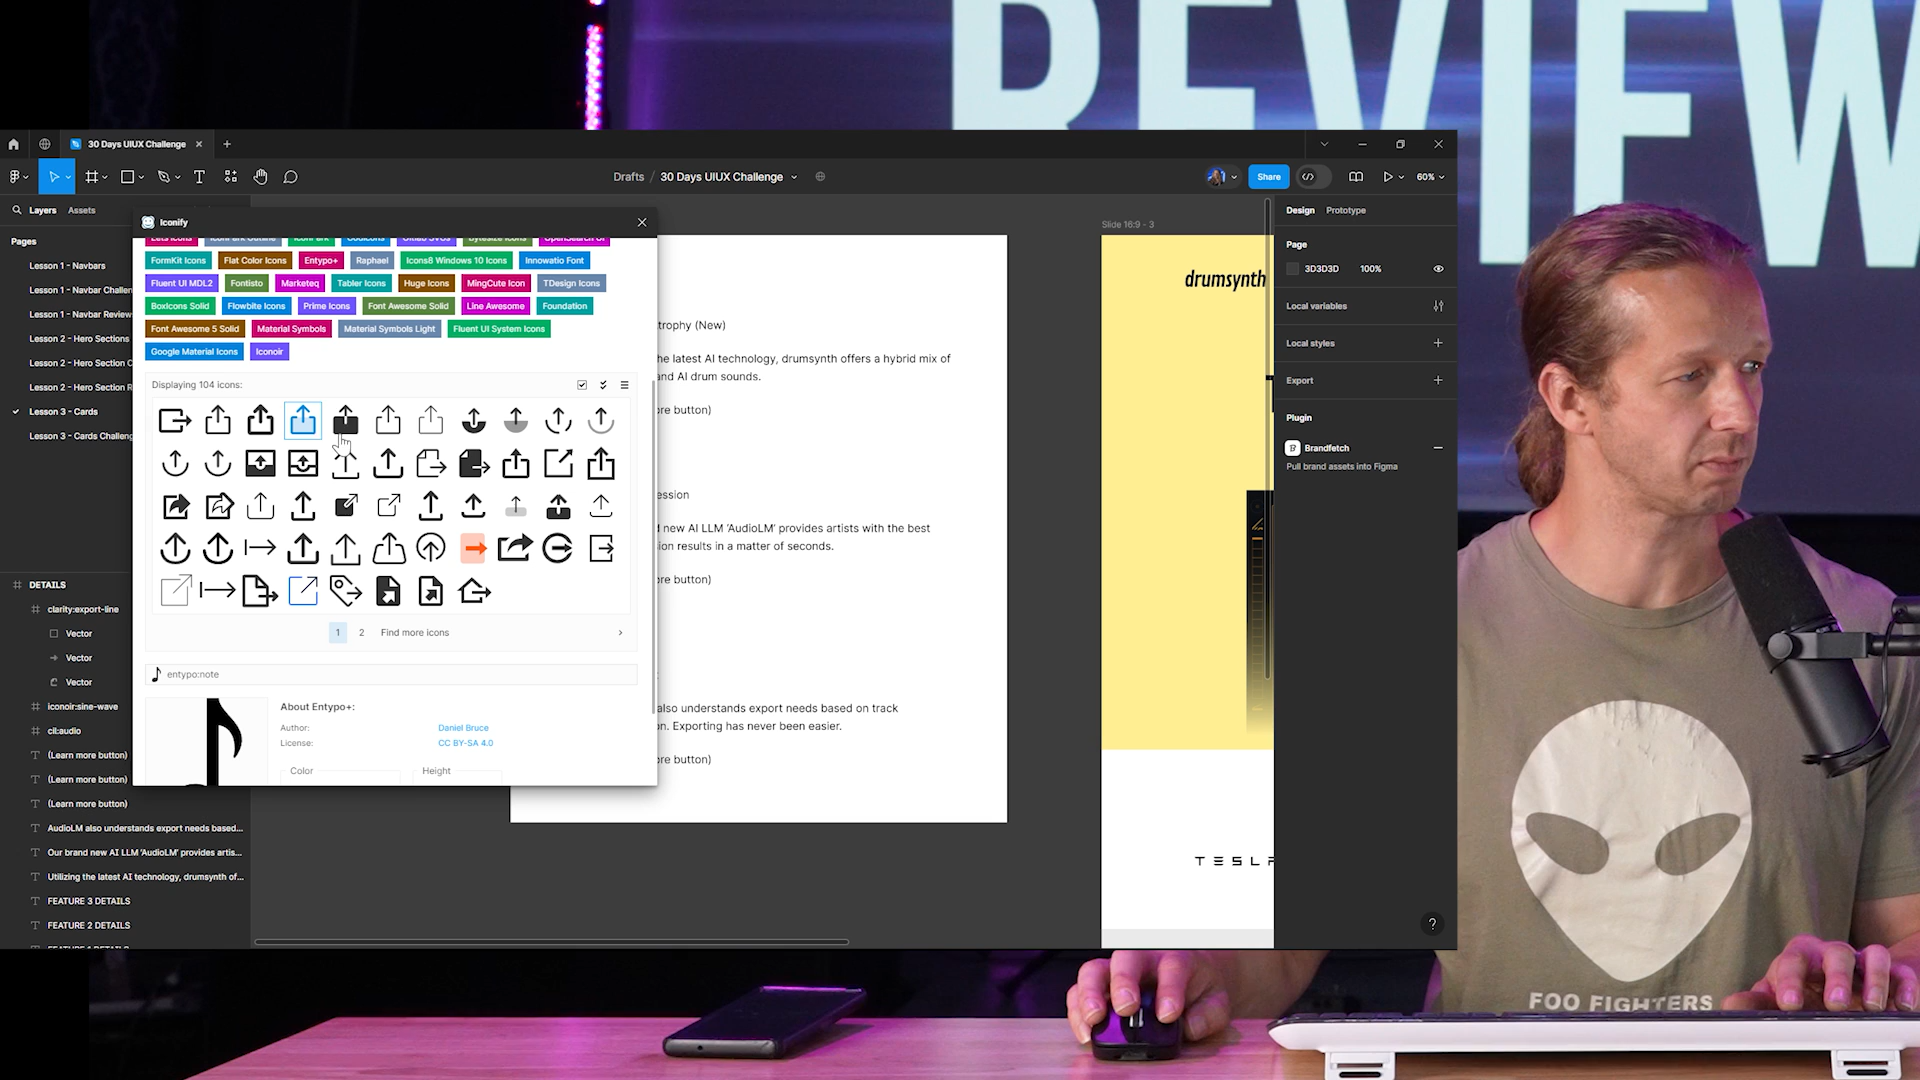 REVIEW
30 Days UIUX Challenge
Drafts / 30 Days UIUX Challenge
Share
60%
Layers Assets
Pages
Lesson 1 - Navbars
Lesson 1 - Navbar Challen
Lesson 1 - Navbar Review
Lesson 2 - Hero Sections
Lesson 2 - Hero Section C
Lesson 2 - Hero Section R
Lesson 3 - Cards
Lesson 3 - Cards Challeng
DETAILS
clarity:export-line
Vector
Vector
Vector
iconoir:sine-wave
cil:audio
(Learn more button)
(Learn more button)
(Learn more button)
AudioLM also understands export needs based...
Our brand new AI LLM 'AudioLM' provides artis...
Utilizing the latest AI technology, drumsynth of...
FEATURE 3 DETAILS
FEATURE 2 DETAILS
Iconify
FormKit Icons Flat Color Icons Entypo+ Raphael Icons8 Windows 10 Icons Innowatio Font
Fluent UI MDL2 Fontisto Marketeq Tabler Icons Huge Icons MingCute Icon TDesign Icons
BoxIcons Solid Flowbite Icons Prime Icons Font Awesome Solid Line Awesome Foundation
Font Awesome 5 Solid Material Symbols Material Symbols Light Fluent UI System Icons
Google Material Icons Iconoir
Displaying 104 icons:
1 2 Find more icons
entypo:note
About Entypo+:
Author: Daniel Bruce
License: CC BY-SA 4.0
Color Height
trophy (New)
he latest AI technology, drumsynth offers a hybrid mix of
and AI drum sounds.
ore button)
ession
d new AI LLM 'AudioLM' provides artists with the best
ion results in a matter of seconds.
ore button)
also understands export needs based on track
n. Exporting has never been easier.
ore button)
Slide 16:9 - 3
drumsynth
TESL
Design Prototype
Page
3D3D3D 100%
Local variables
Local styles
Export
Plugin
Brandfetch
Pull brand assets into Figma
?
FOO FIGHTERS